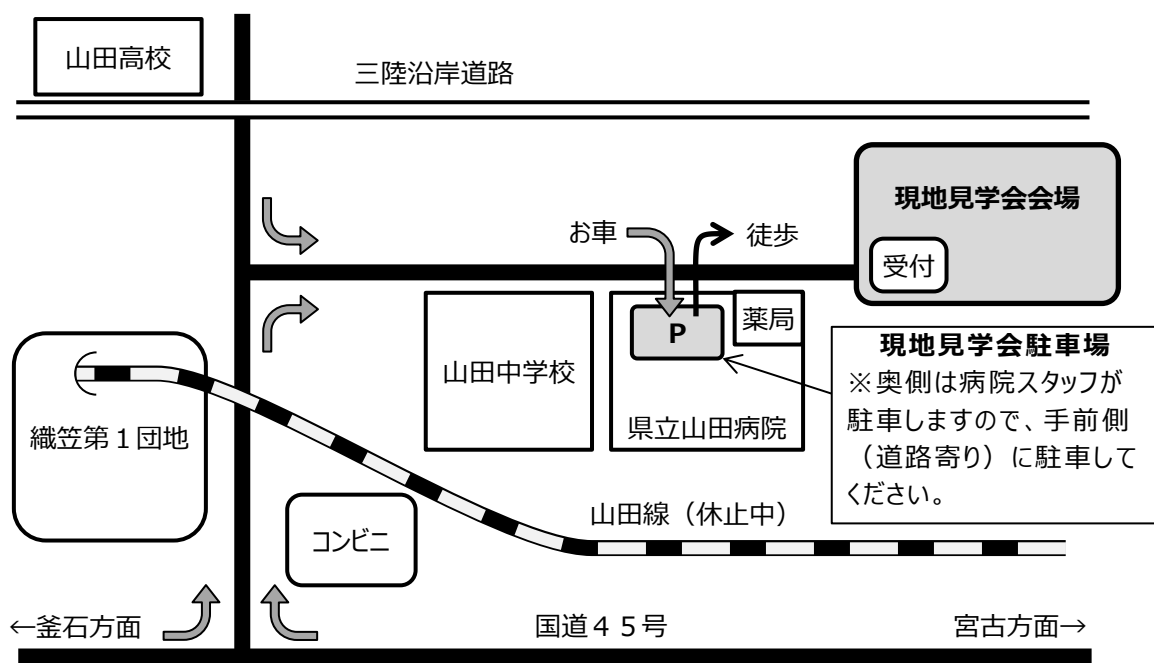 山田高校
三陸沿岸道路
現地見学会会場
お車
徒歩
受付
P
薬局
山田中学校
県立山田病院
現地見学会駐車場
※奥側は病院スタッフが
駐車しますので、手前側
（道路寄り）に駐車して
ください。
織笠第１団地
山田線（休止中）
コンビニ
←釜石方面
国道４５号
宮古方面→